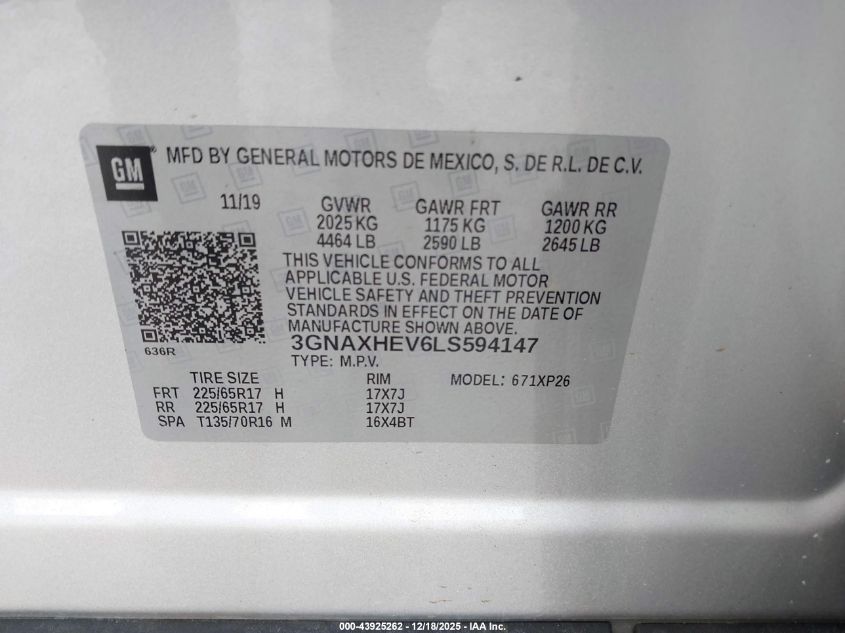 GM
MFD BY GENERAL MOTORS DE MEXICO, S. DE R.L. DE C.V.
11/19 GVWR GAWR FRT GAWR RR
2025 KG 1175 KG 1200 KG
4464 LB 2590 LB 2645 LB
THIS VEHICLE CONFORMS TO ALL
APPLICABLE U.S. FEDERAL MOTOR
VEHICLE SAFETY AND THEFT PREVENTION
STANDARDS IN EFFECT ON THE DATE OF
MANUFACTURE SHOWN ABOVE.
636R
3GNAXHEV6LS594147
TYPE: M.P.V.
TIRE SIZE RIM MODEL: 671XP26
FRT 225/65R17 H 17X7J
RR 225/65R17 H 17X7J
SPA T135/70R16 M 16X4BT
000-43925262 - 12/18/2025 - IAA Inc.